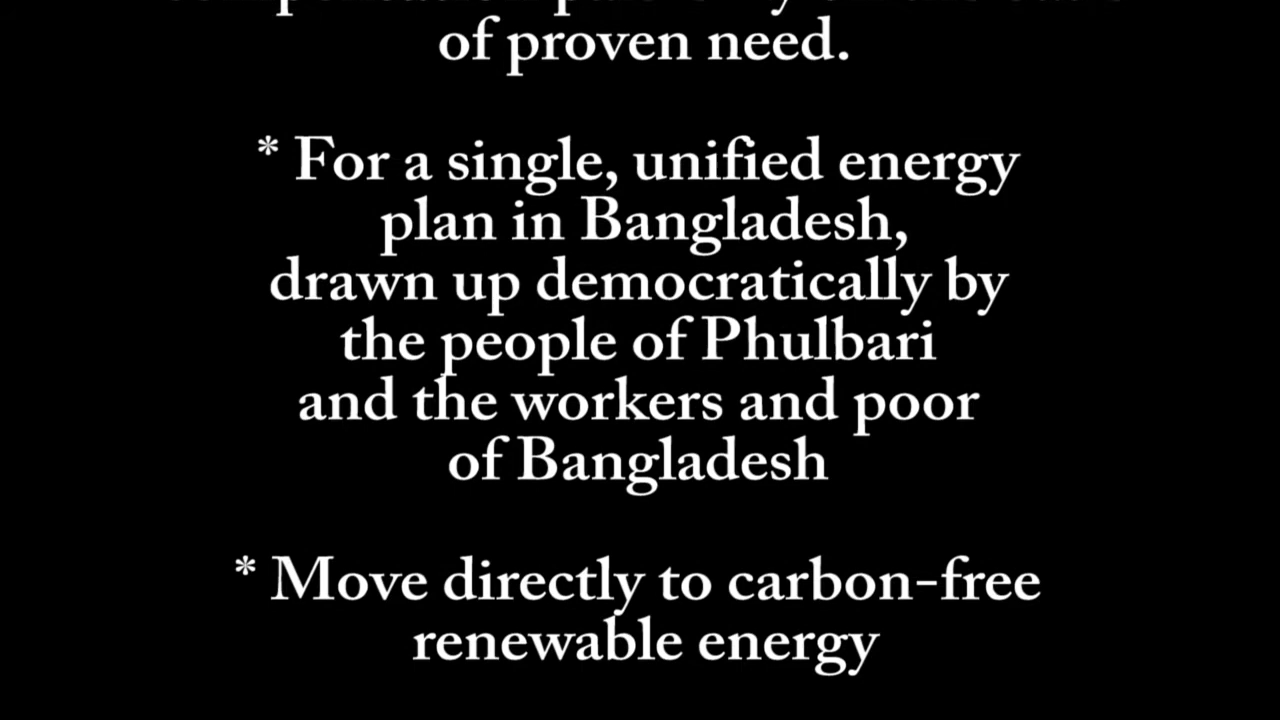 of proven need.
* For a single, unified energy
plan in Bangladesh,
drawn up democratically by
the people of Phulbari
and the workers and poor
of Bangladesh
* Move directly to carbon-free
renewable energy